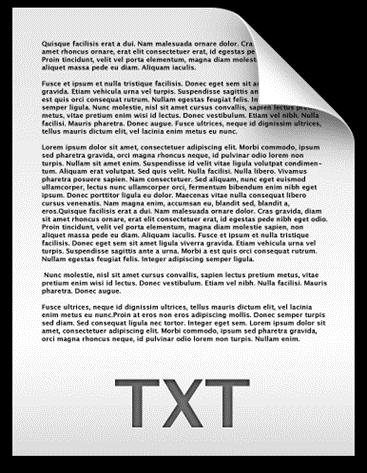 Quisque facilisis erat a dui. Nam malesuada ornare dolor.
amet rhoncus ornare, erat elit consectetuer erat, id egestas pe
Proin tincidunt, velit vel porta elementum, magna diam molest
aliquet massa pede eu diam. Aliquam iaculis.
Fusce et ipsum et nulla tristique facilisis. Donec eget sem sit
gravida. Etiam vehicula urna vel turpis. Suspendisse sagittis
est quis orci consequat rutrum. Nullam egestas feugiat felis. In
semper ligula. Nunc molestie, nisl sit amet cursus convallis, sapien lectus
metus, vitae pretium enim wisi id lectus. Donec vestibulum. Etiam vel nibh. Nulla
facilisi. Mauris pharetra. Donec augue. Fusce ultrices, neque id dignissim ultrices,
tellus mauris dictum elit, vel lacinia enim metus eu nunc.
Lorem ipsum dolor sit amet, consectetuer adipiscing elit. Morbi commodo, ipsum
sed pharetra gravida, orci magna rhoncus neque, id pulvinar odio lorem non
turpis. Nullam sit amet enim. Suspendisse id velit vitae ligula volutpat condimen-
tum. Aliquam erat volutpat. Sed quis velit. Nulla facilisi. Nulla libero. Vivamus
pharetra posuere sapien. Nam consectetuer. Sed aliquam, nunc eget euismod
ullamcorper, lectus nunc ullamcorper orci, fermentum bibendum enim nibh eget
ipsum. Donec porttitor ligula eu dolor. Maecenas vitae nulla consequat libero
cursus venenatis. Nam magna enim, accumsan eu, blandit sed, blandit a,
eros.Quisque facilisis erat a dui. Nam malesuada ornare dolor. Cras gravida, diam
sit amet rhoncus ornare, erat elit consectetuer erat, id egestas pede nibh eget odio.
Proin tincidunt, velit vel porta elementum, magna diam molestie sapien, non
aliquet massa pede eu diam. Aliquam iaculis. Fusce et ipsum et nulla tristique
facilisis. Donec eget sem sit amet ligula viverra gravida. Etiam vehicula urna vel
turpis. Suspendisse sagittis ante a urna. Morbi a est quis orci consequat rutrum.
Nullam egestas feugiat felis. Integer adipiscing semper ligula.
Nunc molestie, nisl sit amet cursus convallis, sapien lectus pretium metus, vitae
pretium enim wisi id lectus. Donec vestibulum. Etiam vel nibh. Nulla facilisi. Mauris
pharetra. Donec augue.
Fusce ultrices, neque id dignissim ultrices, tellus mauris dictum elit, vel lacinia
enim metus eu nunc.Proin at eros non eros adipiscing mollis. Donec semper turpis
sed diam. Sed consequat ligula nec tortor. Integer eget sem. Lorem ipsum dolor sit
amet, consectetuer adipiscing elit. Morbi commodo, ipsum sed pharetra gravida,
orci magna rhoncus neque, id pulvinar odio lorem non turpis. Nullam enim.
TXT